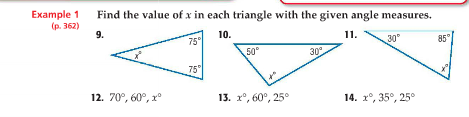 Example 1 Find the value of x in each triangle with the given angle measures.
(p. 362)
9. 10. 11.
75° 30° 85°
50° 30°
x°
75° x° x°
12. 70°, 60°, x° 13. x°, 60°, 25° 14. x°, 35°, 25°